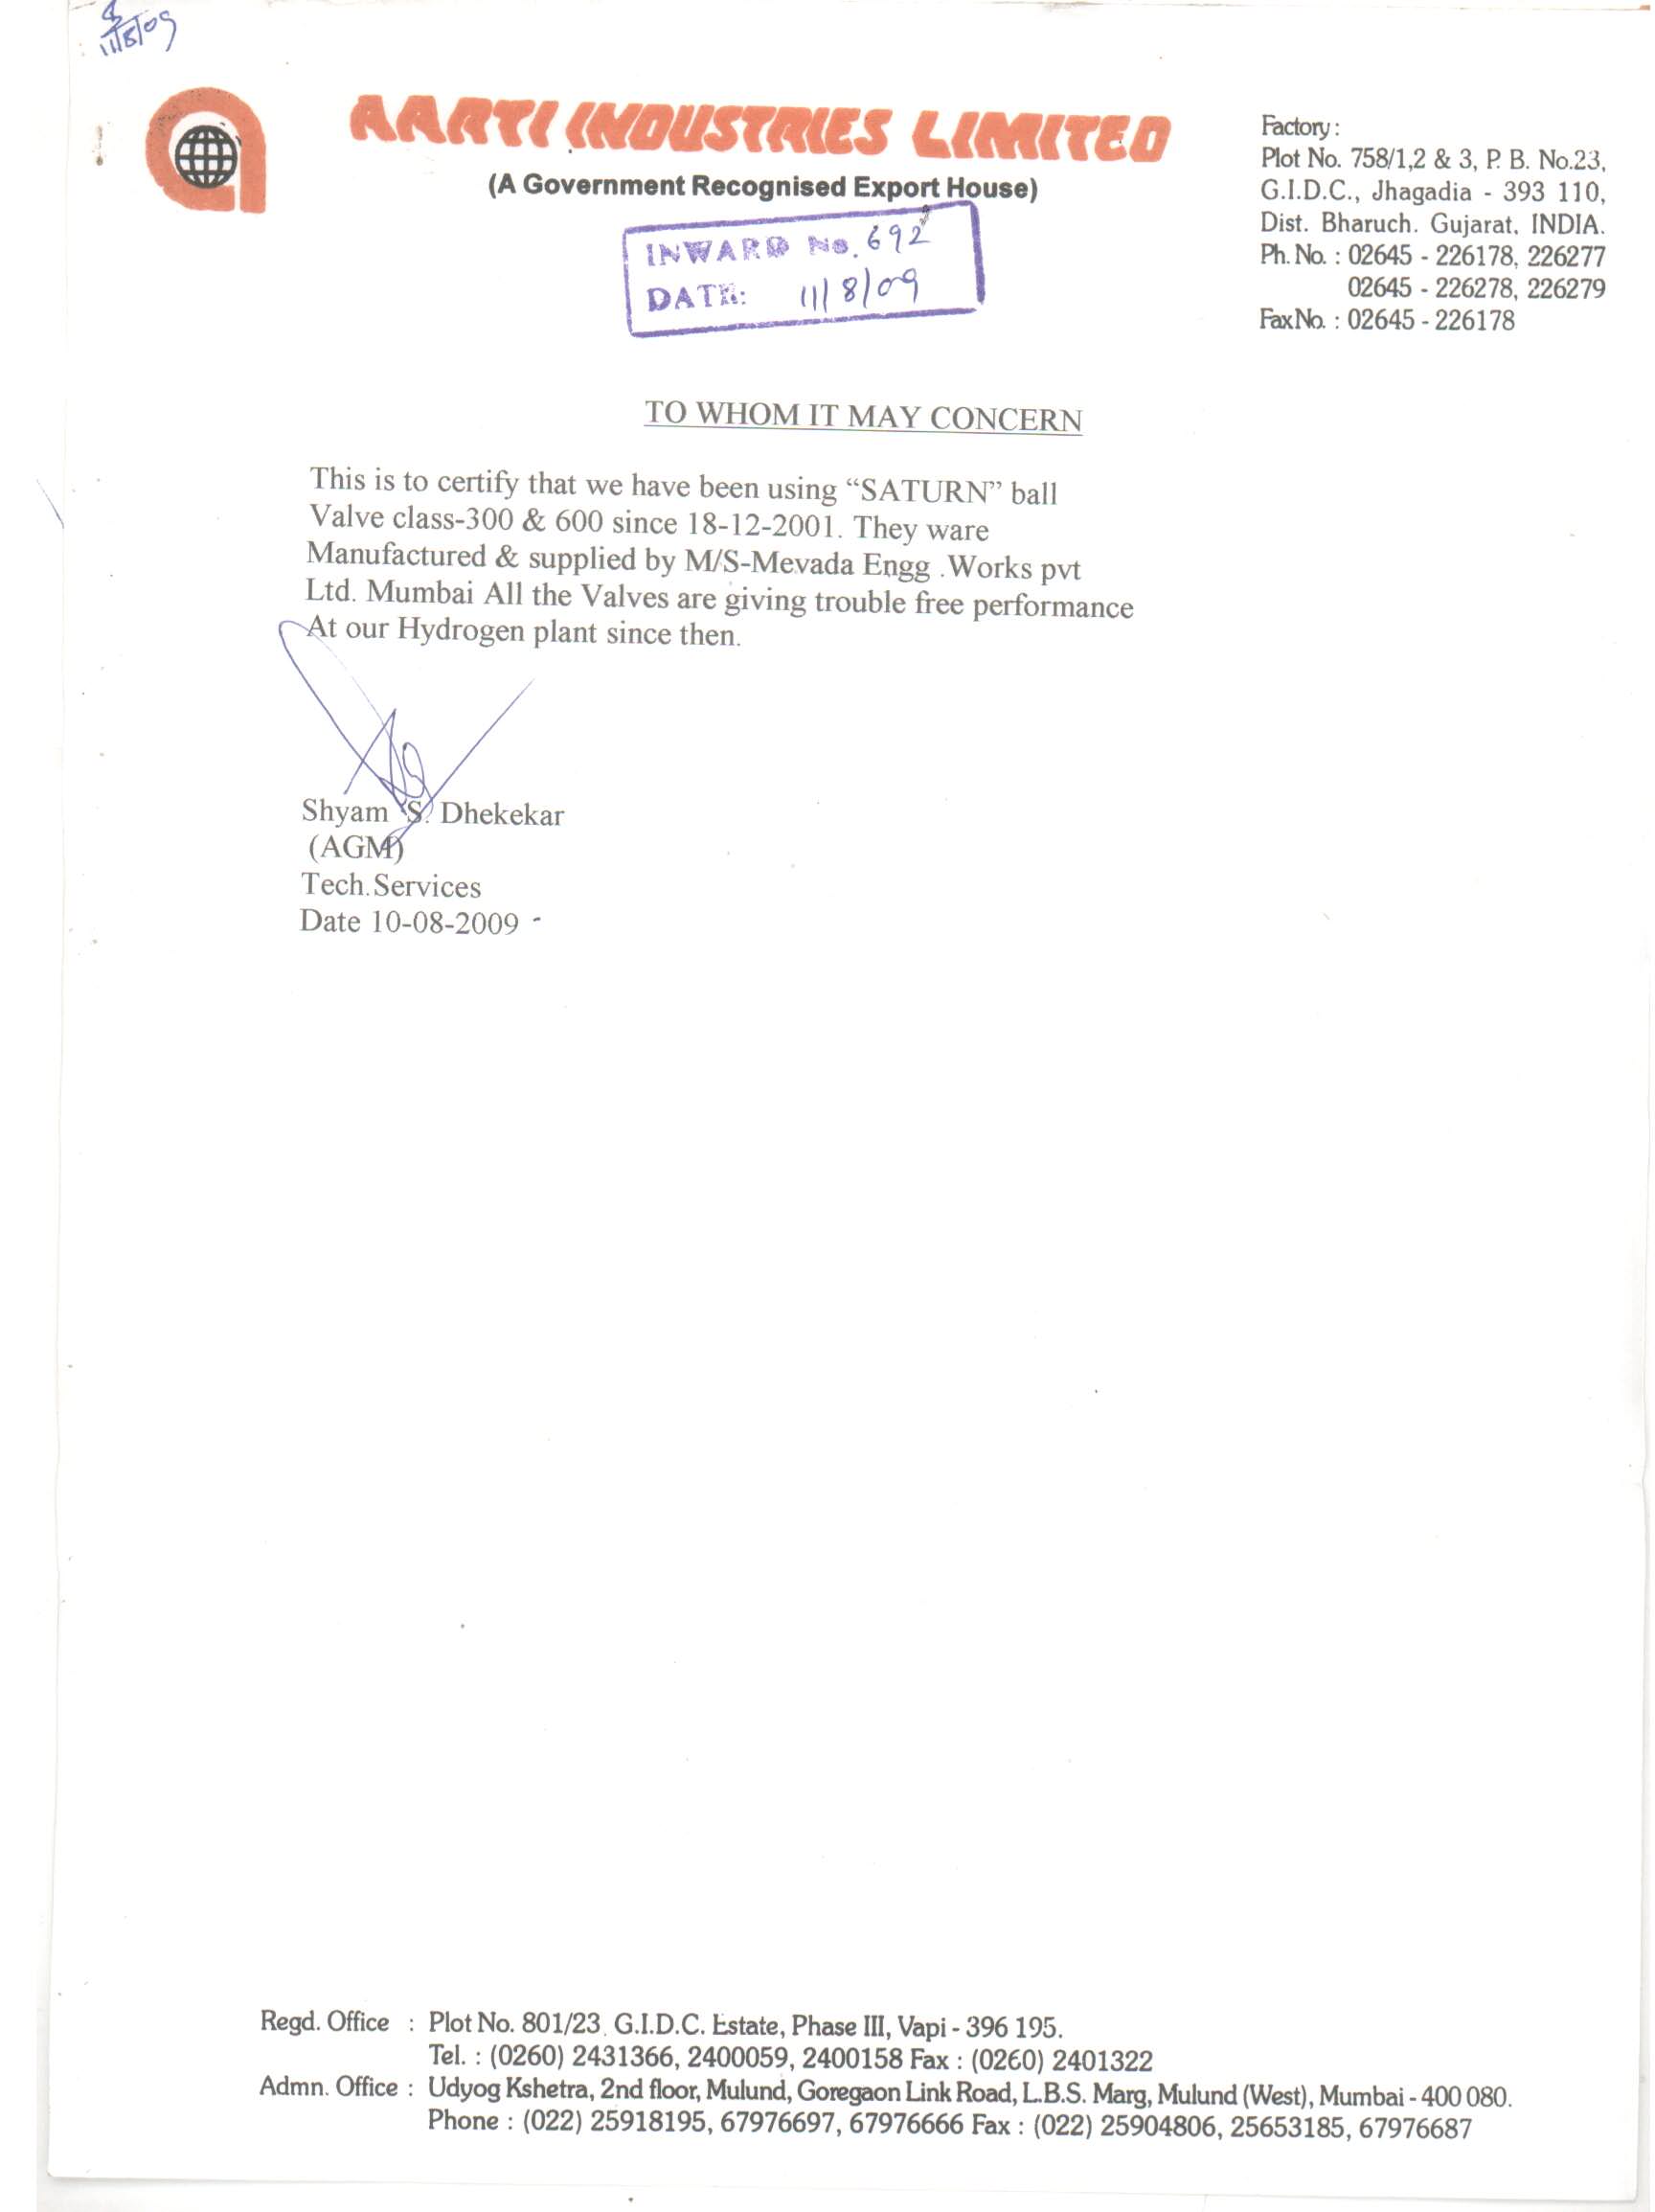 11/8/09
AARTI INDUSTRIES LIMITED
(A Government Recognised Export House)
Factory :
Plot No. 758/1,2 & 3, P. B. No.23,
G.I.D.C., Jhagadia - 393 110,
Dist. Bharuch. Gujarat, INDIA.
Ph. No. : 02645 - 226178, 226277
02645 - 226278, 226279
Fax No. : 02645 - 226178
INWARD No. 692
DATE: 11/8/09
TO WHOM IT MAY CONCERN
This is to certify that we have been using “SATURN” ball
Valve class-300 & 600 since 18-12-2001. They ware
Manufactured & supplied by M/S-Mevada Engg .Works pvt
Ltd. Mumbai All the Valves are giving trouble free performance
At our Hydrogen plant since then.
Shyam S. Dhekekar
(AGM)
Tech.Services
Date 10-08-2009 -
Regd. Office : Plot No. 801/23, G.I.D.C. Estate, Phase III, Vapi - 396 195.
Tel. : (0260) 2431366, 2400059, 2400158 Fax : (0260) 2401322
Admn. Office : Udyog Kshetra, 2nd floor, Mulund, Goregaon Link Road, L.B.S. Marg, Mulund (West), Mumbai - 400 080.
Phone : (022) 25918195, 67976697, 67976666 Fax : (022) 25904806, 25653185, 67976687